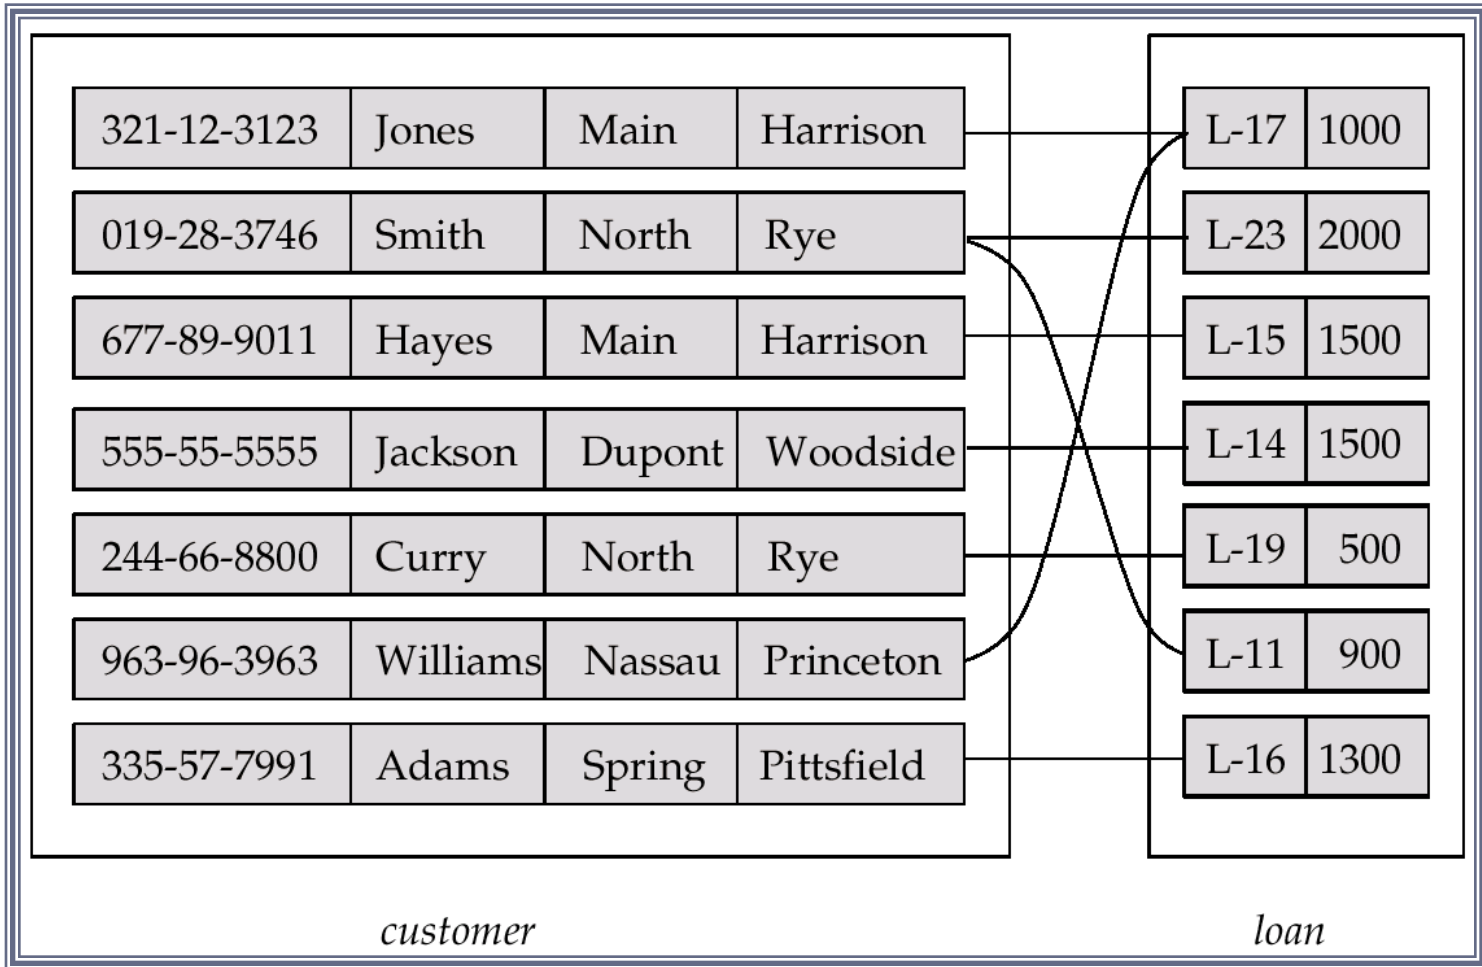 321-12-3123 Jones Main Harrison L-17 1000
019-28-3746 Smith North Rye L-23 2000
677-89-9011 Hayes Main Harrison L-15 1500
555-55-5555 Jackson Dupont Woodside L-14 1500
244-66-8800 Curry North Rye L-19 500
963-96-3963 Williams Nassau Princeton L-11 900
335-57-7991 Adams Spring Pittsfield L-16 1300
customer loan